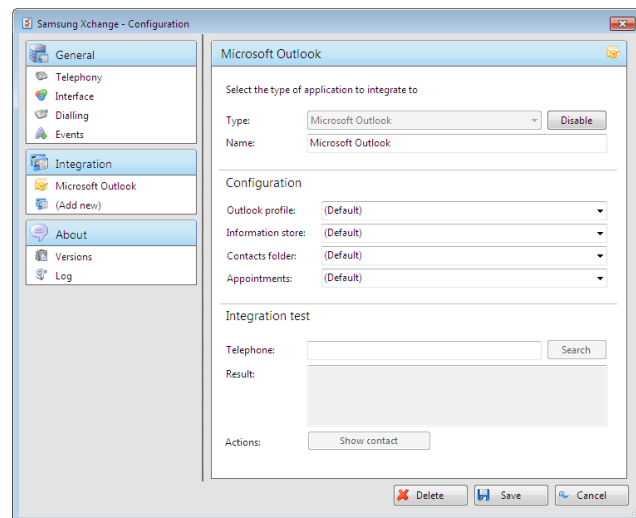 Samsung Xchange - Configuration
General
Telephony
Interface
Dialling
Events
Integration
Microsoft Outlook
(Add new)
About
Versions
Log
Microsoft Outlook
Select the type of application to integrate to
Type: Microsoft Outlook Disable
Name: Microsoft Outlook
Configuration
Outlook profile: (Default)
Information store: (Default)
Contacts folder: (Default)
Appointments: (Default)
Integration test
Telephone: Search
Result:
Actions: Show contact
Delete Save Cancel